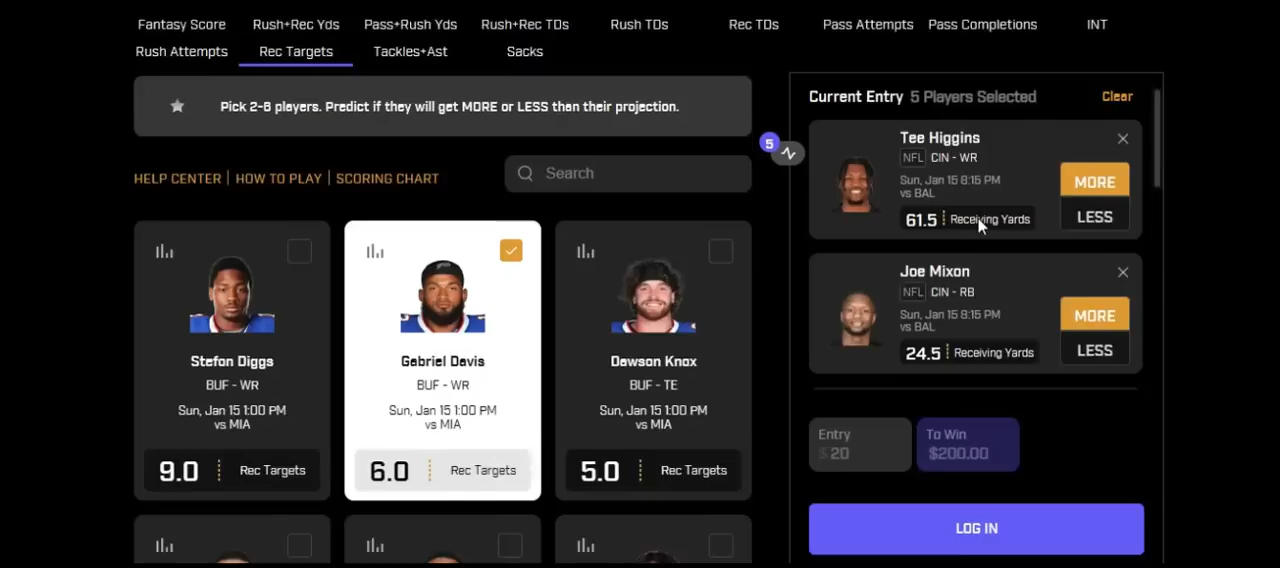 Fantasy Score Rush+Rec Yds Pass+Rush Yds Rush+Rec TDs Rush TDs Rec TDs Pass Attempts Pass Completions INT
Rush Attempts Rec Targets Tackles+Ast Sacks
Pick 2-6 players. Predict if they will get MORE or LESS than their projection.
HELP CENTER | HOW TO PLAY | SCORING CHART
Search
Stefon Diggs
BUF - WR
Sun, Jan 15 1:00 PM
vs MIA
9.0 Rec Targets
Gabriel Davis
BUF - WR
Sun, Jan 15 1:00 PM
vs MIA
6.0 Rec Targets
Dawson Knox
BUF - TE
Sun, Jan 15 1:00 PM
vs MIA
5.0 Rec Targets
5
Current Entry 5 Players Selected Clear
Tee Higgins
NFL CIN - WR
Sun, Jan 15 8:15 PM
vs BAL
61.5 Receiving Yards
MORE
LESS
Joe Mixon
NFL CIN - RB
Sun, Jan 15 8:15 PM
vs BAL
24.5 Receiving Yards
MORE
LESS
Entry
$ 20
To Win
$200.00
LOG IN